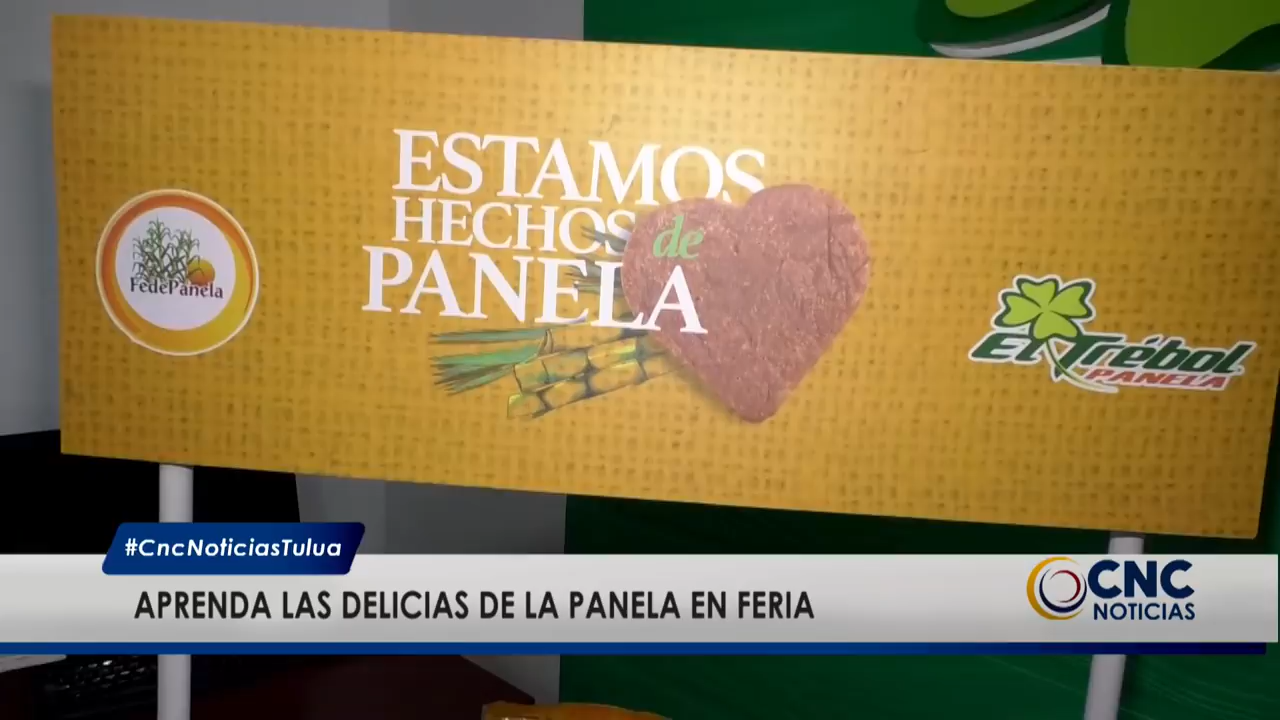 ESTAMOS
HECHOS de
PANELA
FedePanela
El Trébol
PANELA
#CncNoticiasTulua
APRENDA LAS DELICIAS DE LA PANELA EN FERIA
CNC
NOTICIAS